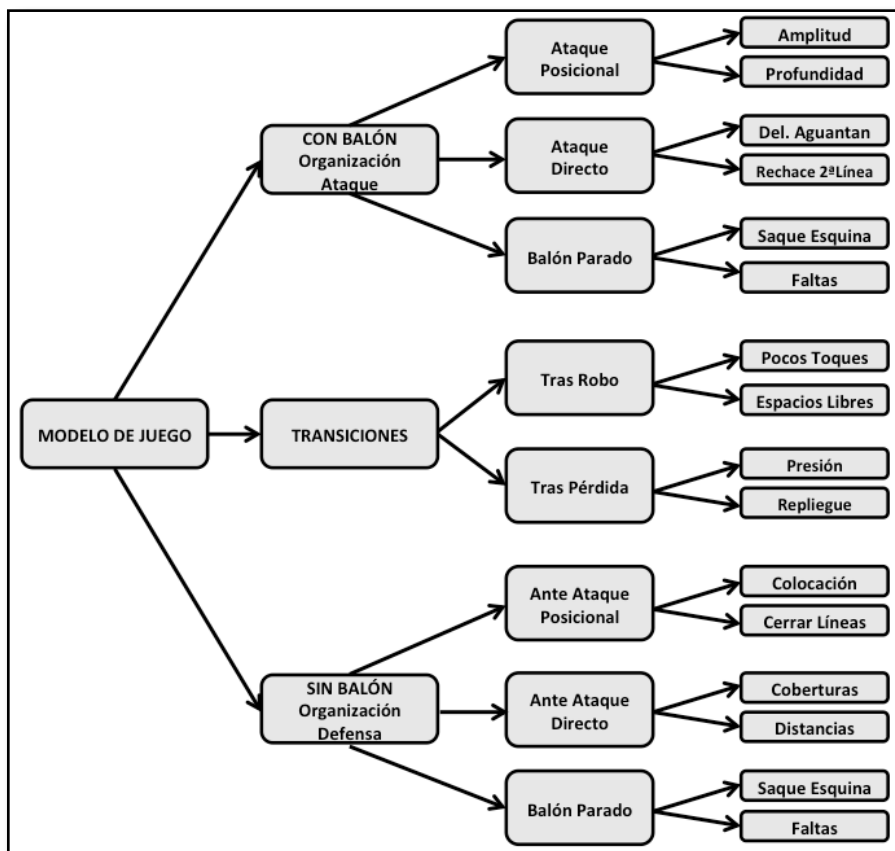 MODELO DE JUEGO
CON BALÓN
Organización
Ataque
Ataque
Posicional
Amplitud
Profundidad
Ataque
Directo
Del. Aguantan
Rechace 2ªLínea
Balón Parado
Saque Esquina
Faltas
TRANSICIONES
Tras Robo
Pocos Toques
Espacios Libres
Tras Pérdida
Presión
Repliegue
SIN BALÓN
Organización
Defensa
Ante Ataque
Posicional
Colocación
Cerrar Líneas
Ante Ataque
Directo
Coberturas
Distancias
Balón Parado
Saque Esquina
Faltas